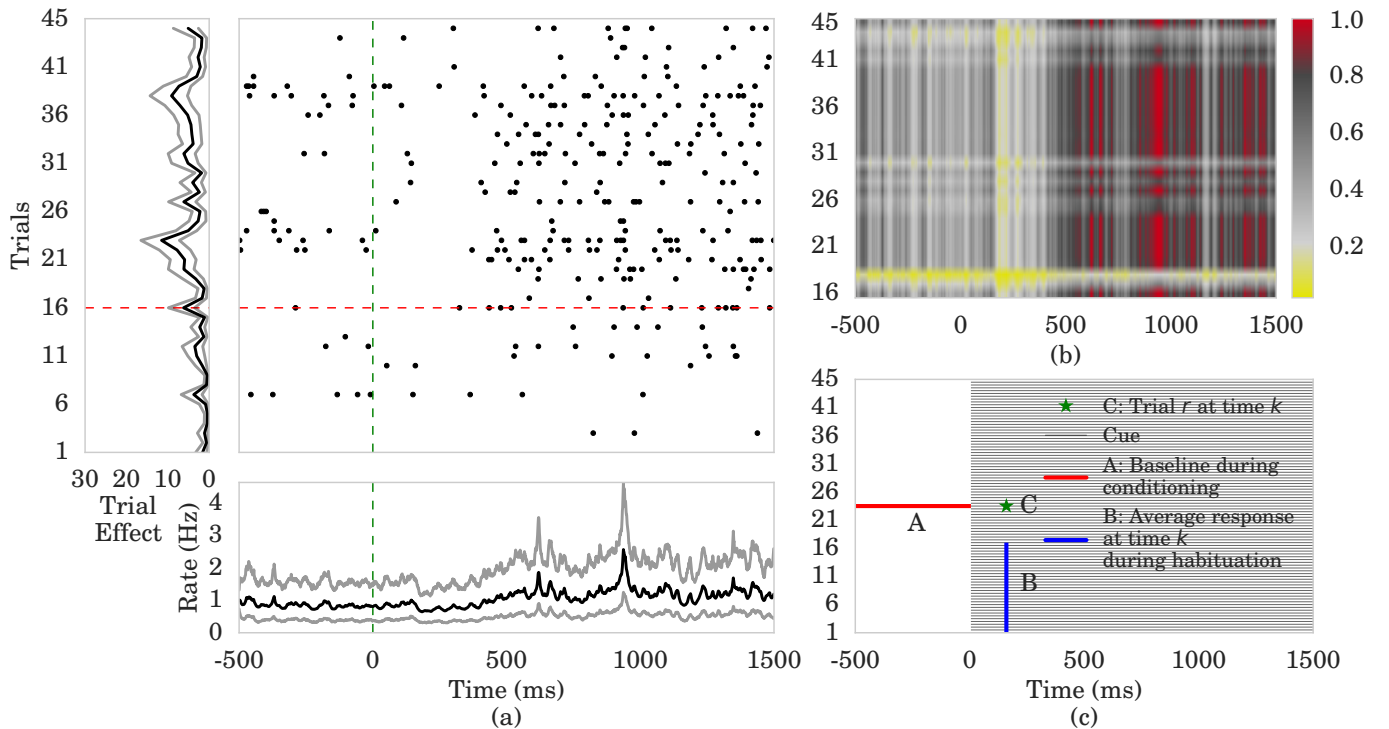 45
41
36
31
26
21
16
11
6
1
Trials
30 20 10 0
Trial
Effect
4
3
2
1
0
Rate (Hz)
-500 0 500 1000 1500
Time (ms)
(a)
45
41
36
31
26
21
16
-500 0 500 1000 1500
(b)
1.0
0.8
0.6
0.4
0.2
45
41
36
31
26
21
16
11
6
1
A
B
C
C: Trial r at time k
Cue
A: Baseline during
conditioning
B: Average response
at time k
during habituation
-500 0 500 1000 1500
Time (ms)
(c)